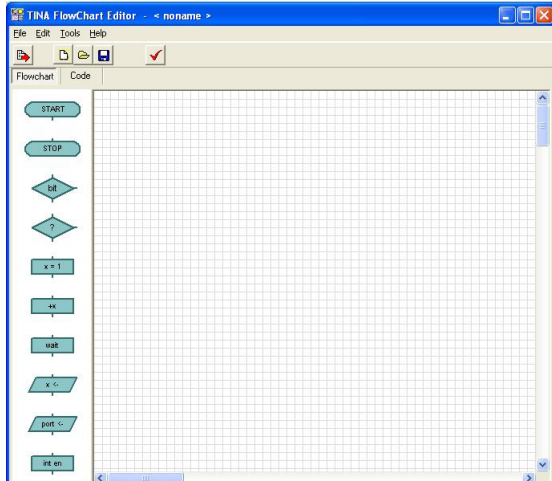 TINA FlowChart Editor - < noname >
File Edit Tools Help
Flowchart Code
START
STOP
bit
?
x = 1
+x
wait
x <-
port <-
int en